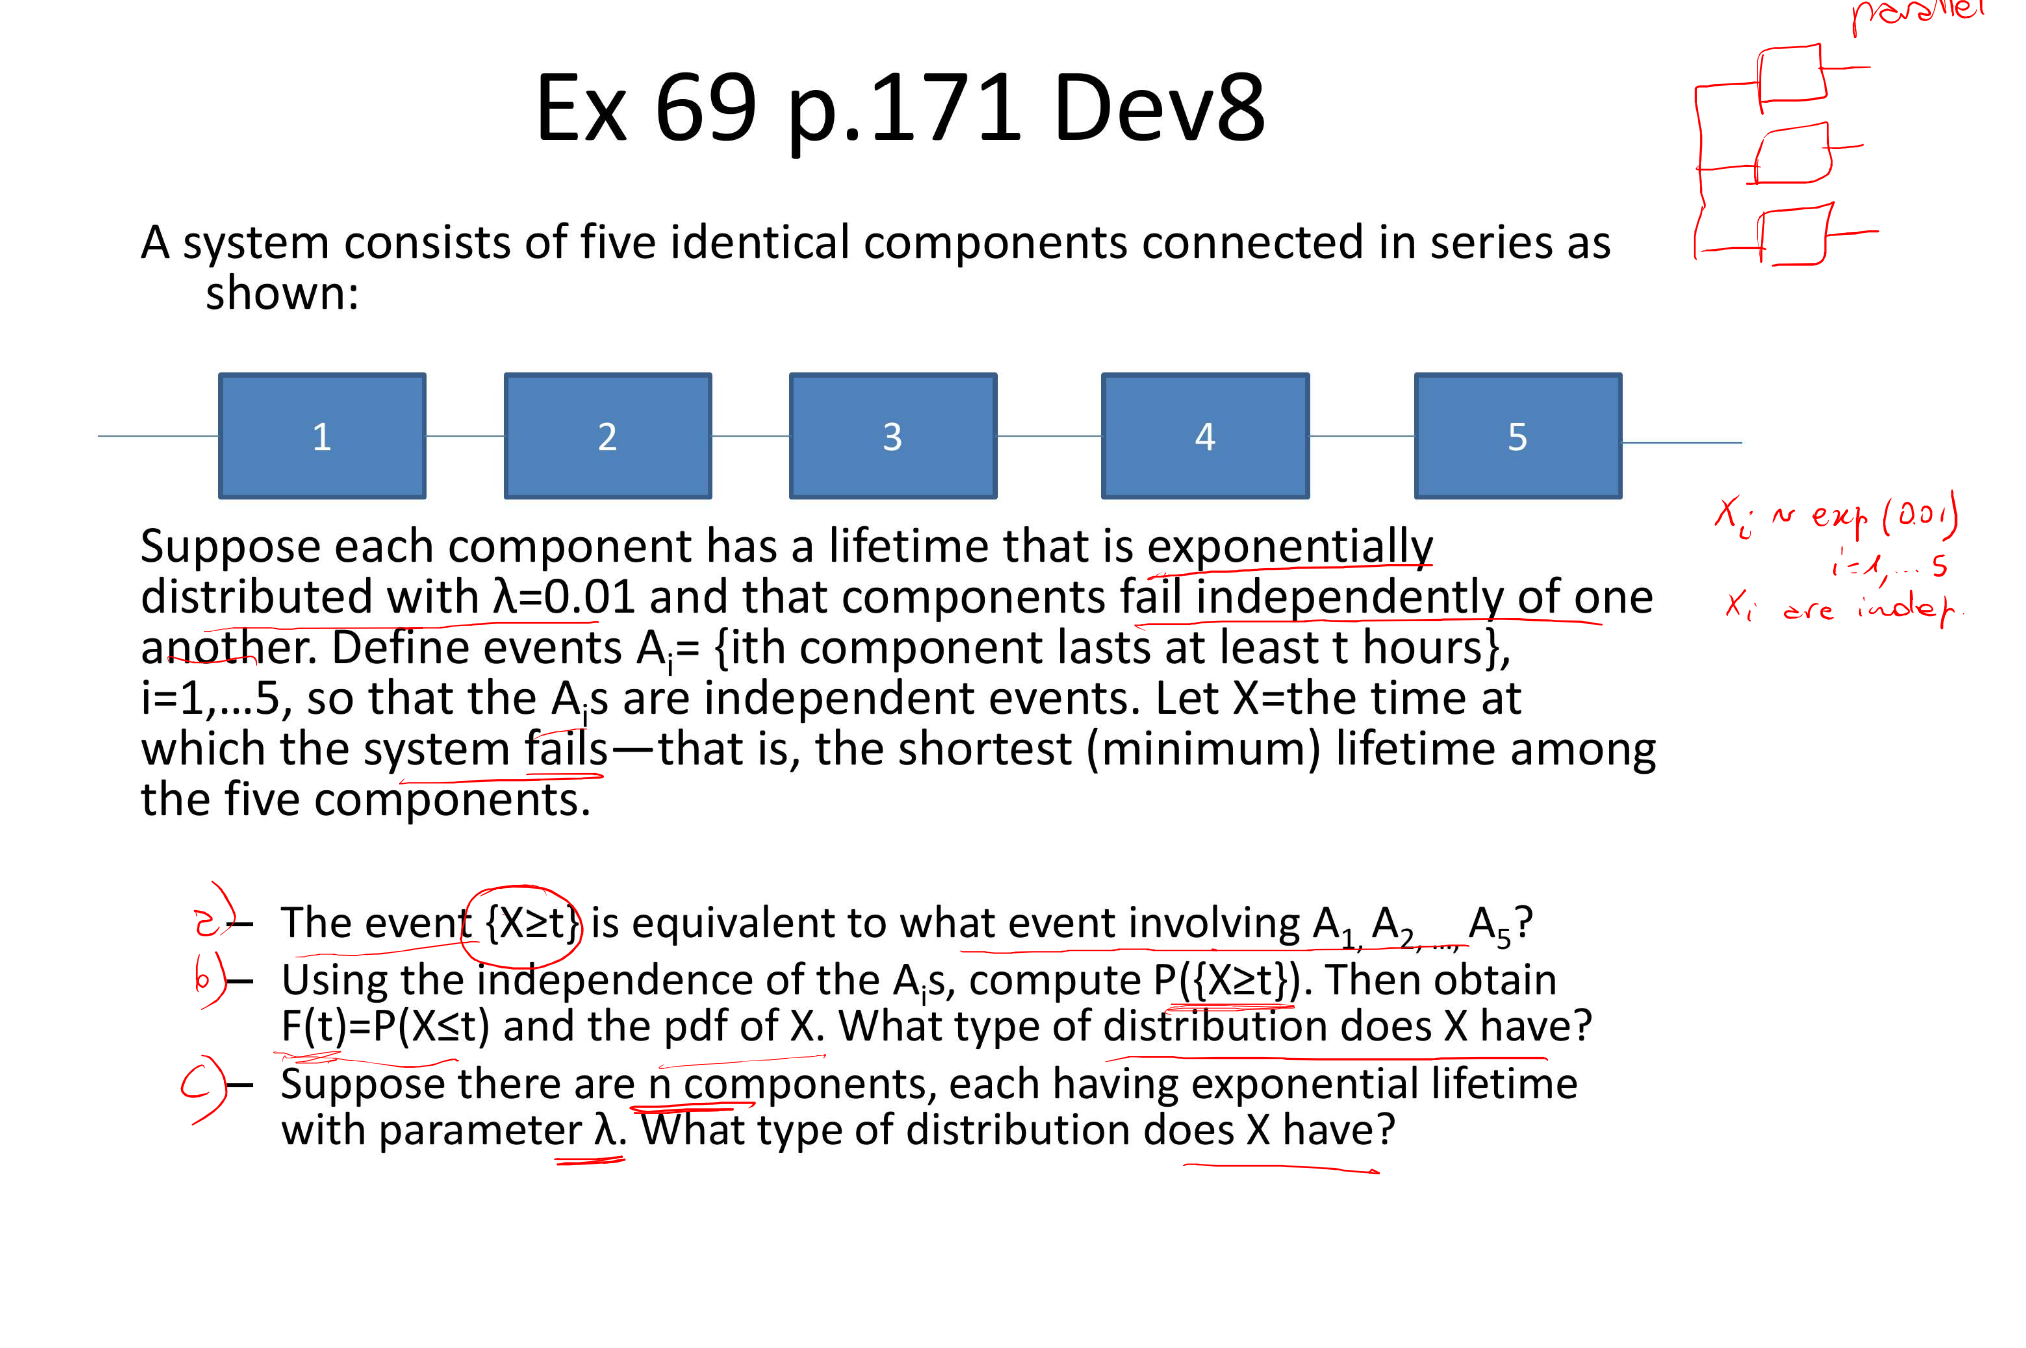 parallel
Ex 69 p.171 Dev8
A system consists of five identical components connected in series as
shown:
1 2 3 4 5
Xi ~ exp(0.01)
i=1,...5
Xi are indep.
Suppose each component has a lifetime that is exponentially
distributed with λ=0.01 and that components fail independently of one
another. Define events Ai= {ith component lasts at least t hours},
i=1,…5, so that the Ais are independent events. Let X=the time at
which the system fails—that is, the shortest (minimum) lifetime among
the five components.
a) – The event {X≥t} is equivalent to what event involving A1, A2, …, A5?
b) – Using the independence of the Ais, compute P({X≥t}). Then obtain
F(t)=P(X≤t) and the pdf of X. What type of distribution does X have?
c) – Suppose there are n components, each having exponential lifetime
with parameter λ. What type of distribution does X have?